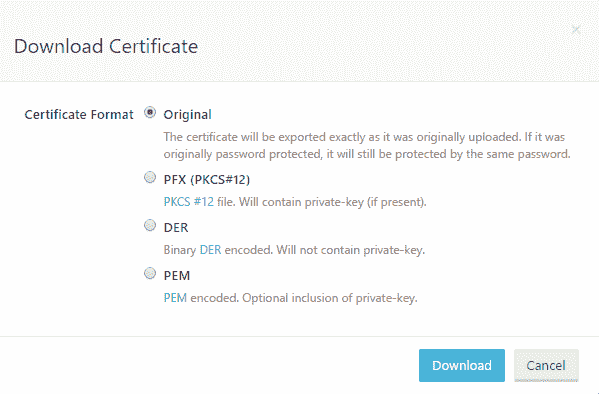 Download Certificate
×
Certificate Format
Original
The certificate will be exported exactly as it was originally uploaded. If it was
originally password protected, it will still be protected by the same password.
PFX (PKCS#12)
PKCS #12 file. Will contain private-key (if present).
DER
Binary DER encoded. Will not contain private-key.
PEM
PEM encoded. Optional inclusion of private-key.
Download Cancel